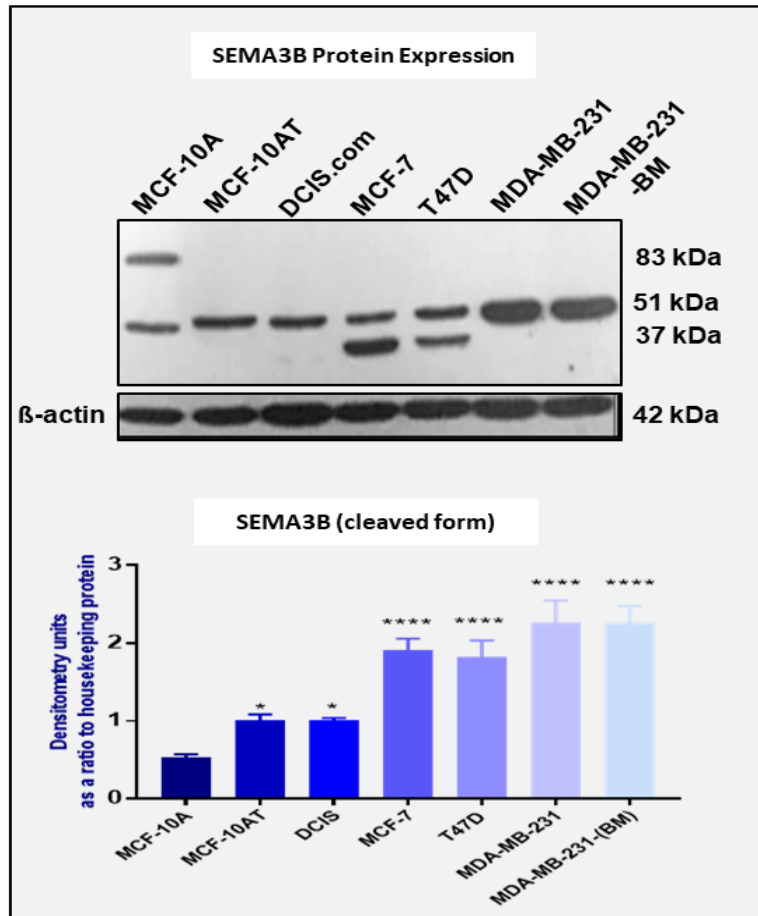 SEMA3B Protein Expression
MCF-10A
MCF-10AT
DCIS.com
MCF-7
T47D
MDA-MB-231
MDA-MB-231
-BM
83 kDa
51 kDa
37 kDa
ß-actin
42 kDa
SEMA3B (cleaved form)
Densitometry units
as a ratio to housekeeping protein
3
2
1
0
*
*
****
****
****
****
MCF-10A
MCF-10AT
DCIS
MCF-7
T47D
MDA-MB-231
MDA-MB-231-(BM)